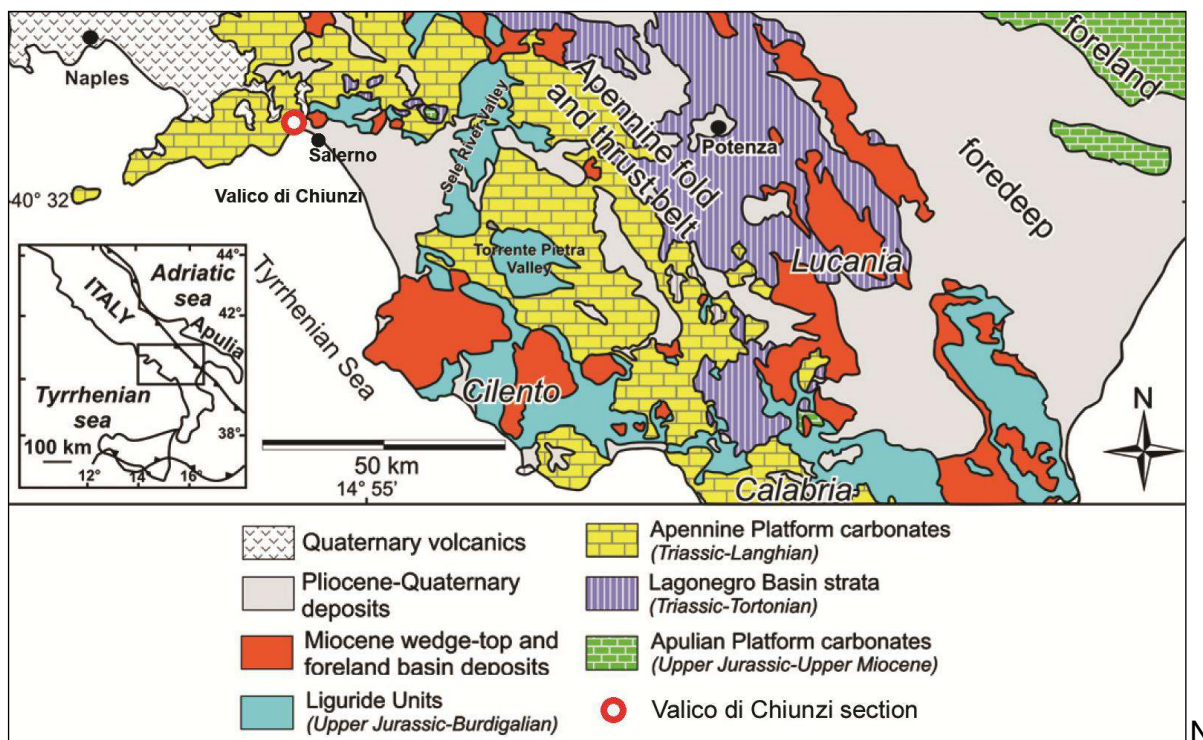 Naples
Salerno
Valico di Chiunzi
40° 32
Sele River Valley
Torrente Pietra
Valley
Apennine fold
and thrust belt
Potenza
foreland
foredeep
Lucania
Cilento
Calabria
Tyrrhenian Sea
44°
Adriatic
sea
ITALY
42°
Apulia
Tyrrhenian
sea
38°
100 km
12°
16°
50 km
14° 55'
N
Quaternary volcanics
Pliocene-Quaternary
deposits
Miocene wedge-top and
foreland basin deposits
Liguride Units
(Upper Jurassic-Burdigalian)
Apennine Platform carbonates
(Triassic-Langhian)
Lagonegro Basin strata
(Triassic-Tortonian)
Apulian Platform carbonates
(Upper Jurassic-Upper Miocene)
Valico di Chiunzi section